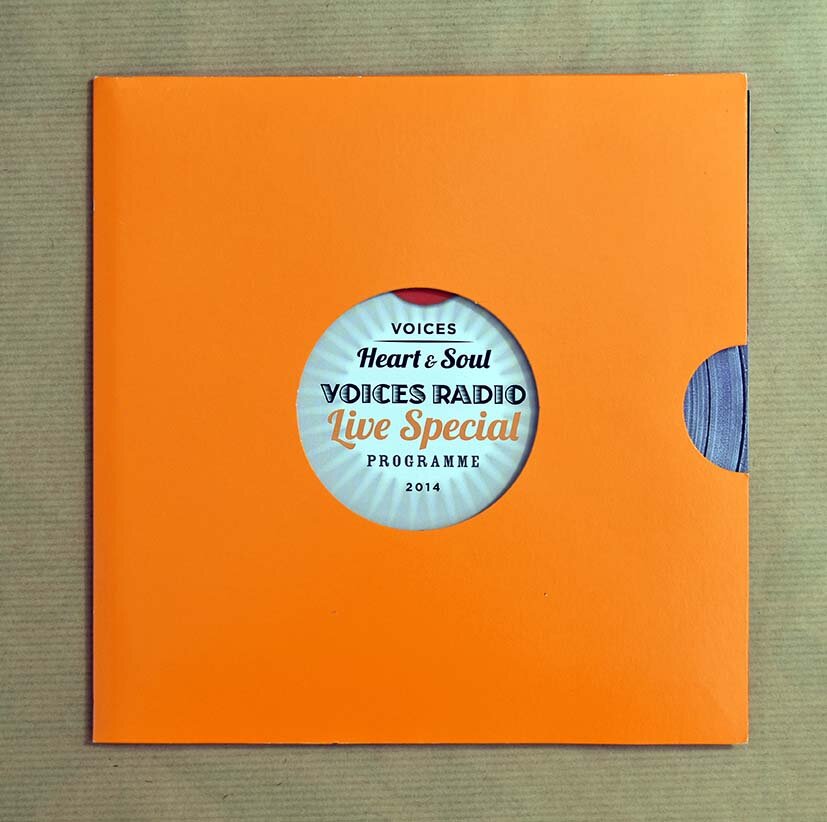 VOICES
Heart & Soul
VOICES RADIO
Live Special
PROGRAMME
2014